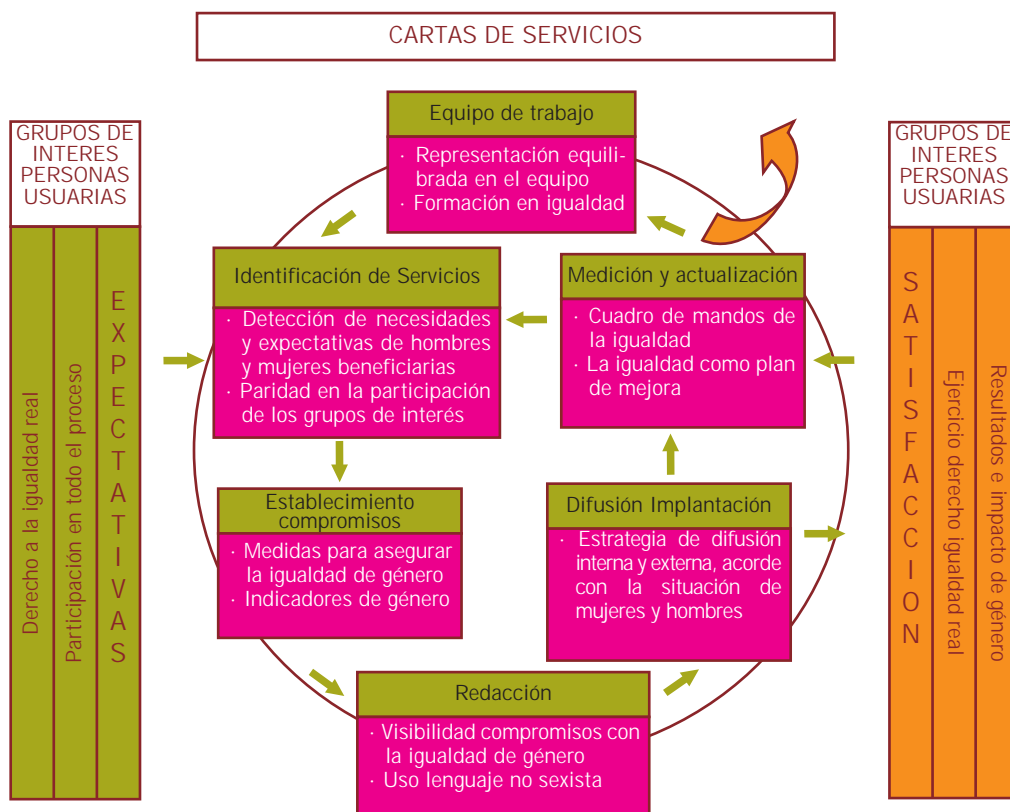 CARTAS DE SERVICIOS
GRUPOS DE
INTERES
PERSONAS
USUARIAS
Derecho a la igualdad real
Participación en todo el proceso
EXPECTATIVAS
Equipo de trabajo
· Representación equili-
brada en el equipo
· Formación en igualdad
Identificación de Servicios
· Detección de necesidades
y expectativas de hombres
y mujeres beneficiarias
· Paridad en la participación
de los grupos de interés
Medición y actualización
· Cuadro de mandos de
la igualdad
· La igualdad como plan
de mejora
Establecimiento
compromisos
· Medidas para asegurar
la igualdad de género
· Indicadores de género
Difusión Implantación
· Estrategia de difusión
interna y externa, acorde
con la situación de
mujeres y hombres
Redacción
· Visibilidad compromisos con
la igualdad de género
· Uso lenguaje no sexista
GRUPOS DE
INTERES
PERSONAS
USUARIAS
SATISFACCION
Ejercicio derecho igualdad real
Resultados e impacto de género